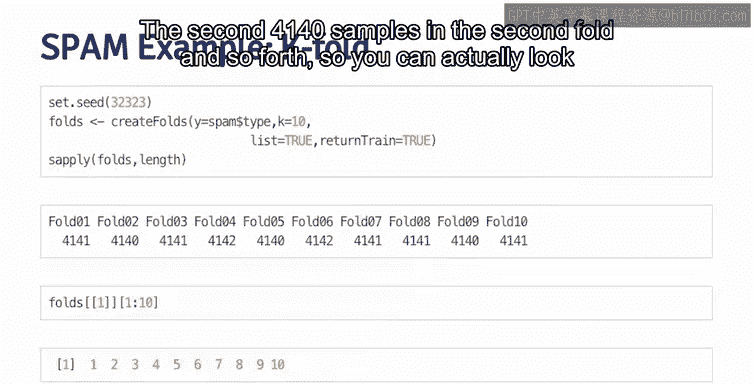 The second 4140 samples in the second fold
and so forth, so you can actually look
SPAM Example: k-fold
set.seed(32323)
folds <- createFolds(y=spam$type,k=10,
list=TRUE,returnTrain=TRUE)
sapply(folds,length)
Fold01 Fold02 Fold03 Fold04 Fold05 Fold06 Fold07 Fold08 Fold09 Fold10
4141 4140 4141 4142 4140 4142 4141 4141 4140 4141
folds[[1]][1:10]
[1] 1 2 3 4 5 6 7 8 9 10